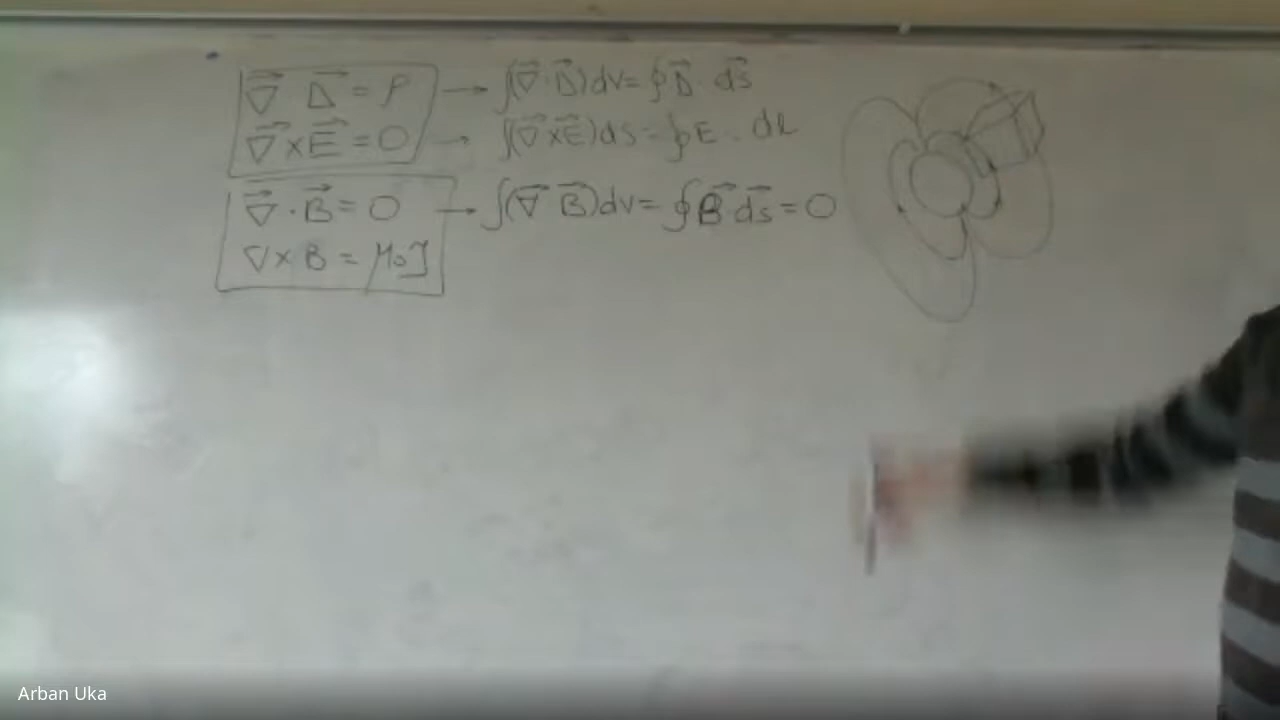 ∇⃗ D⃗ = ρ → ∫(∇⃗·D⃗)dv = ∮D⃗· ds⃗
∇⃗×E⃗ = 0 → ∫(∇⃗×E⃗)ds = ∮E · dl
∇⃗·B⃗ = 0 → ∫(∇⃗ B⃗)dv = ∮B⃗ ds⃗ = 0
∇×B = μ₀J
Arban Uka